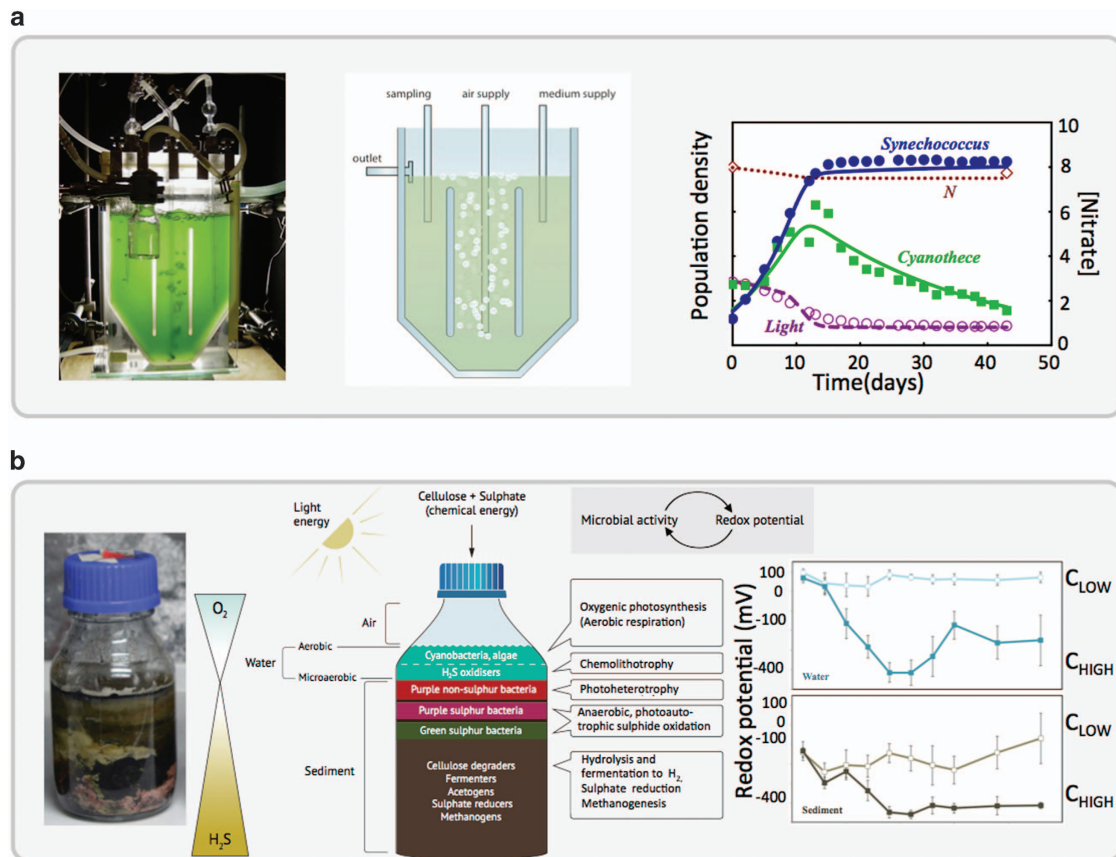 a
sampling
air supply
medium supply
outlet
Population density
Synechococcus
N
Cyanothece
Light
10
8
6
4
2
0
[Nitrate]
0
10
20
30
40
50
Time(days)
b
Light
energy
Cellulose + Sulphate
(chemical energy)
Microbial activity
Redox potential
O2
H2S
Air
Water
Aerobic
Microaerobic
Sediment
Cyanobacteria, algae
H2S oxidisers
Purple non-sulphur bacteria
Purple sulphur bacteria
Green sulphur bacteria
Cellulose degraders
Fermenters
Acetogens
Sulphate reducers
Methanogens
Oxygenic photosynthesis
(Aerobic respiration)
Chemolithotrophy
Photoheterotrophy
Anaerobic, photoauto-
trophic sulphide oxidation
Hydrolysis and
fermentation to H2,
Sulphate reduction
Methanogenesis
Redox potential (mV)
100
0
-100
-400
Water
CLOW
CHIGH
100
0
-100
-400
Sediment
CLOW
CHIGH